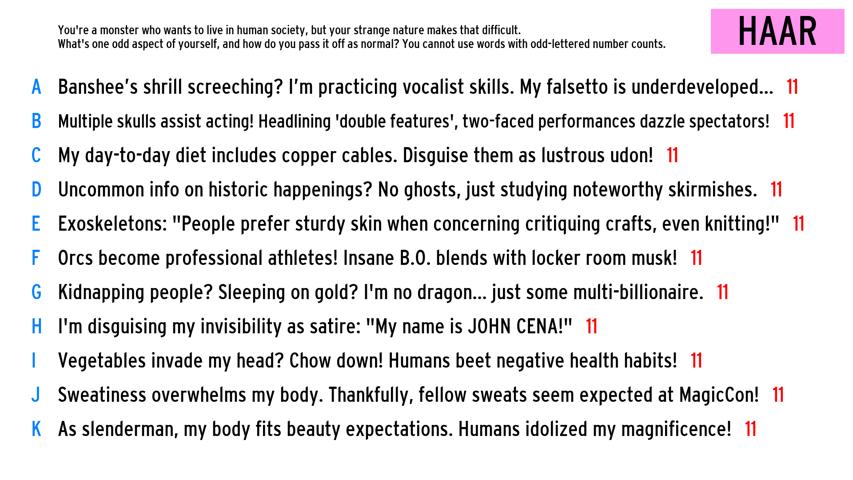 You're a monster who wants to live in human society, but your strange nature makes that difficult.
What's one odd aspect of yourself, and how do you pass it off as normal? You cannot use words with odd-lettered number counts.
HAAR
A Banshee's shrill screeching? I'm practicing vocalist skills. My falsetto is underdeveloped... 11
B Multiple skulls assist acting! Headlining 'double features', two-faced performances dazzle spectators! 11
C My day-to-day diet includes copper cables. Disguise them as lustrous udon! 11
D Uncommon info on historic happenings? No ghosts, just studying noteworthy skirmishes. 11
E Exoskeletons: "People prefer sturdy skin when concerning critiquing crafts, even knitting!" 11
F Orcs become professional athletes! Insane B.O. blends with locker room musk! 11
G Kidnapping people? Sleeping on gold? I'm no dragon... just some multi-billionaire. 11
H I'm disguising my invisibility as satire: "My name is JOHN CENA!" 11
I Vegetables invade my head? Chow down! Humans beet negative health habits! 11
J Sweatiness overwhelms my body. Thankfully, fellow sweats seem expected at MagicCon! 11
K As slenderman, my body fits beauty expectations. Humans idolized my magnificence! 11